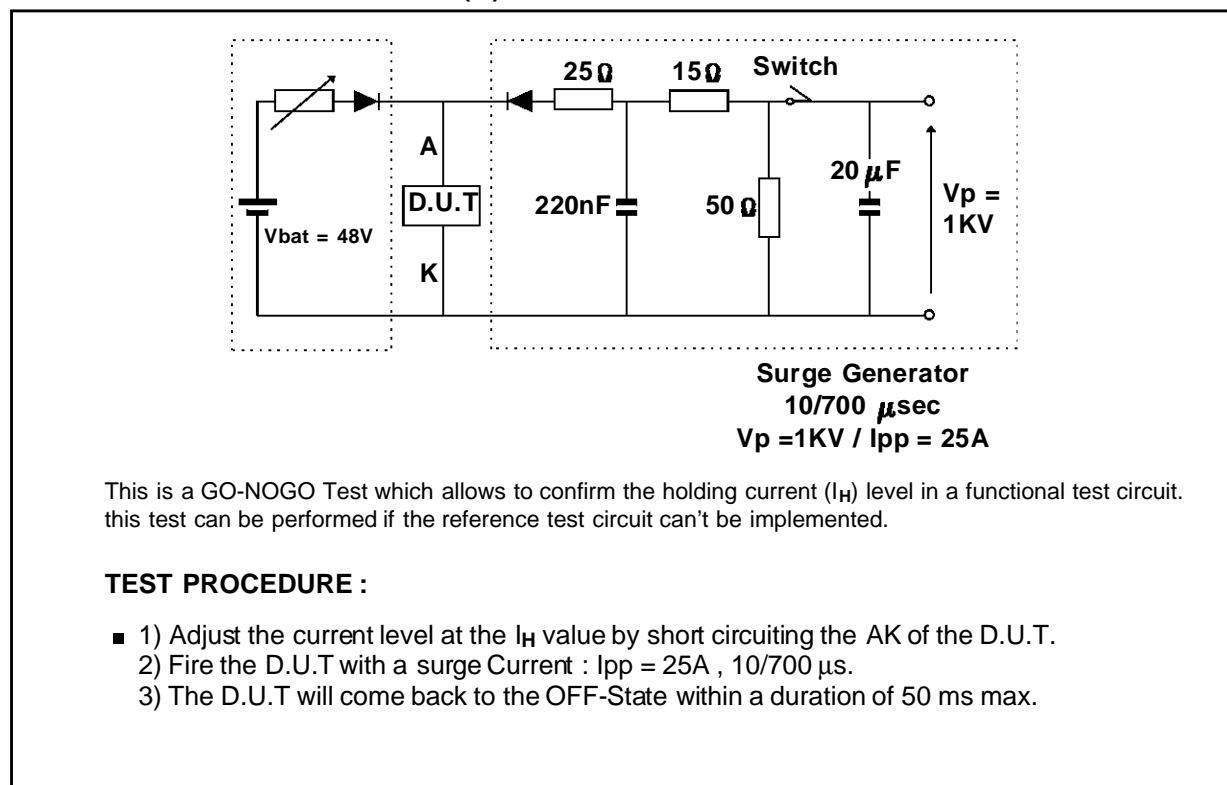 25Ω
15Ω
Switch
A
D.U.T
K
Vbat = 48V
220nF
50 Ω
20 μF
Vp =
1KV
Surge Generator
10/700 μsec
Vp =1KV / Ipp = 25A
This is a GO-NOGO Test which allows to confirm the holding current (IH) level in a functional test circuit.
this test can be performed if the reference test circuit can't be implemented.
TEST PROCEDURE :
■ 1) Adjust the current level at the IH value by short circuiting the AK of the D.U.T.
2) Fire the D.U.T with a surge Current : Ipp = 25A , 10/700 μs.
3) The D.U.T will come back to the OFF-State within a duration of 50 ms max.